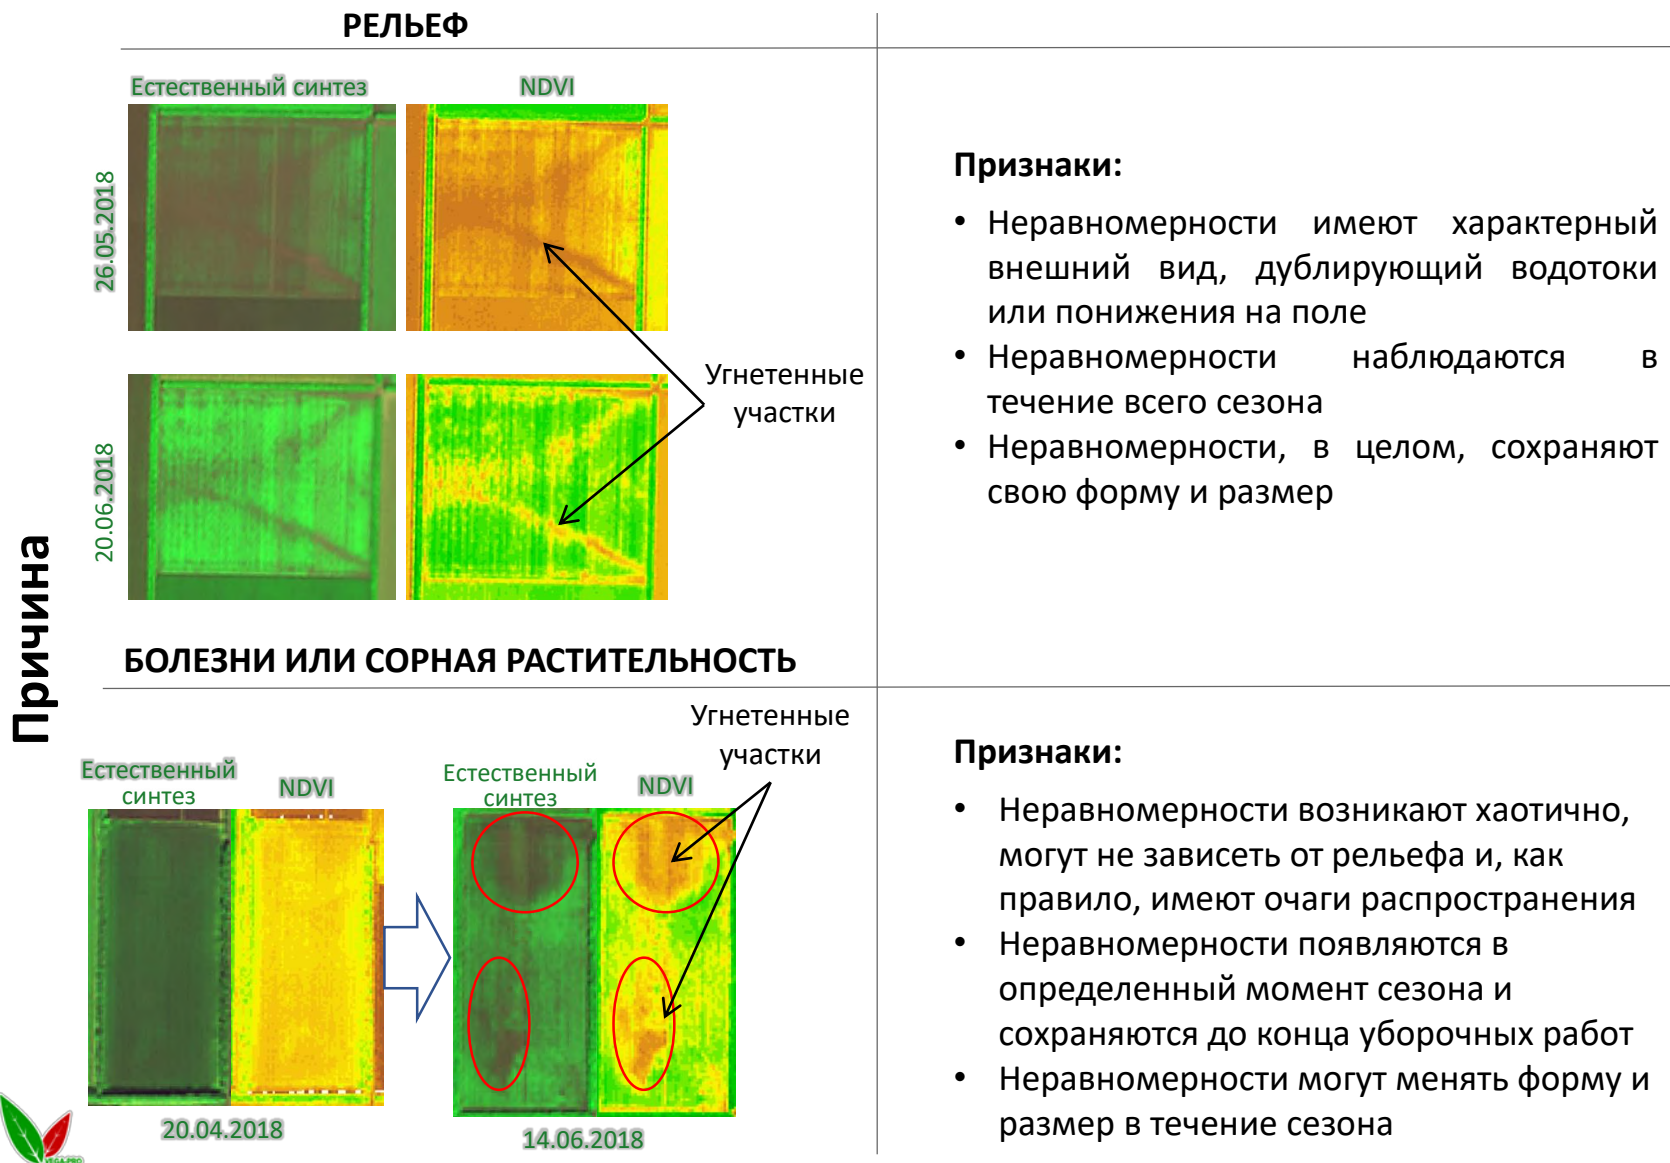 РЕЛЬЕФ
Естественный синтез
NDVI
26.05.2018
20.06.2018
Угнетенные
участки
Признаки:
• Неравномерности имеют характерный
внешний вид, дублирующий водотоки
или понижения на поле
• Неравномерности наблюдаются в
течение всего сезона
• Неравномерности, в целом, сохраняют
свою форму и размер
Причина
БОЛЕЗНИ ИЛИ СОРНАЯ РАСТИТЕЛЬНОСТЬ
Угнетенные
участки
Естественный
синтез
NDVI
Естественный
синтез
NDVI
20.04.2018
14.06.2018
Признаки:
• Неравномерности возникают хаотично,
могут не зависеть от рельефа и, как
правило, имеют очаги распространения
• Неравномерности появляются в
определенный момент сезона и
сохраняются до конца уборочных работ
• Неравномерности могут менять форму и
размер в течение сезона
VEGA-PRO